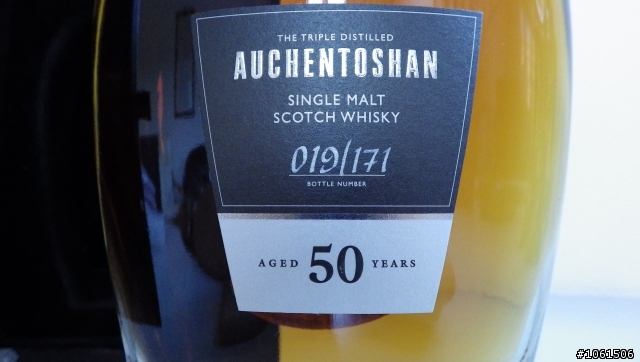 THE TRIPLE DISTILLED
AUCHENTOSHAN
SINGLE MALT
SCOTCH WHISKY
019/171
BOTTLE NUMBER
AGED 50 YEARS
#1061506